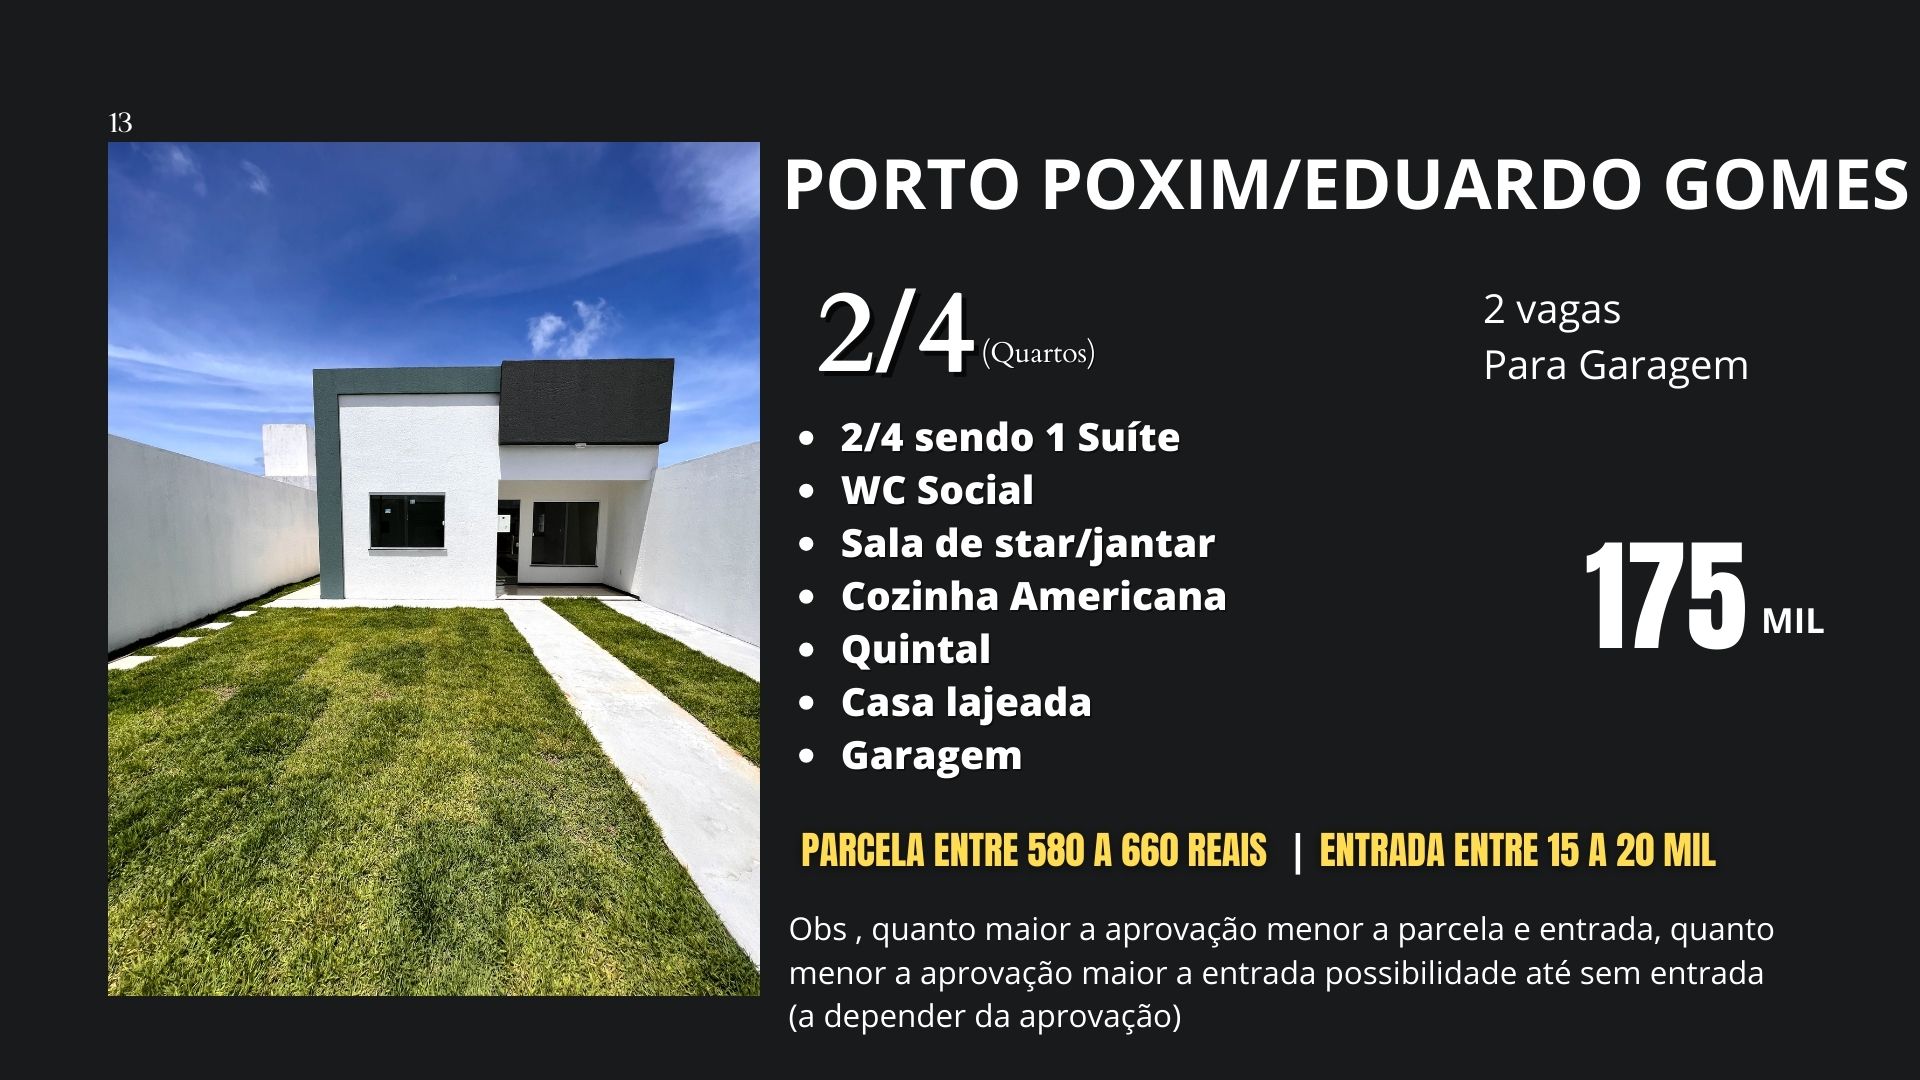 13
PORTO POXIM/EDUARDO GOMES
2/4 (Quartos)
2 vagas
Para Garagem
• 2/4 sendo 1 Suíte
• WC Social
• Sala de star/jantar
• Cozinha Americana
• Quintal
• Casa lajeada
• Garagem
175 MIL
PARCELA ENTRE 580 A 660 REAIS | ENTRADA ENTRE 15 A 20 MIL
Obs , quanto maior a aprovação menor a parcela e entrada, quanto
menor a aprovação maior a entrada possibilidade até sem entrada
(a depender da aprovação)